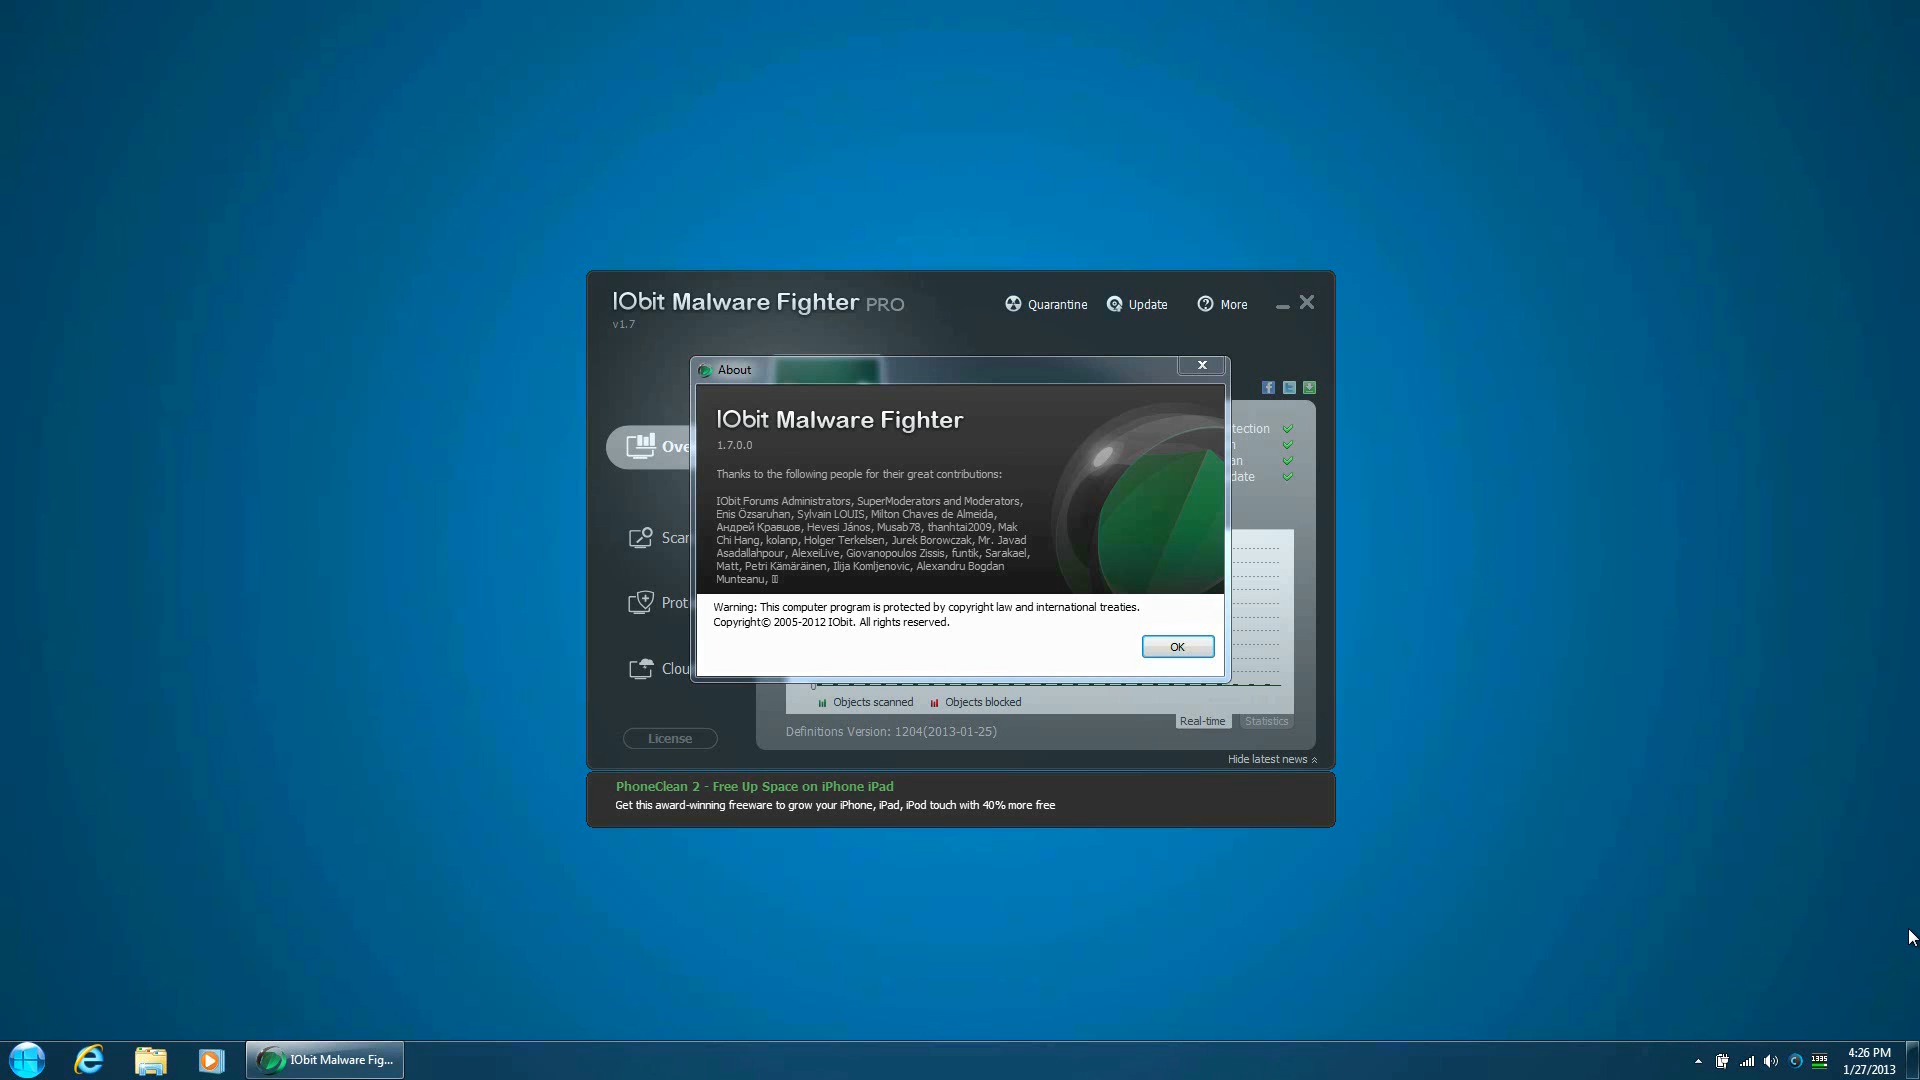 IObit Malware Fighter PRO
v1.7
Quarantine
Update
More
About
IObit Malware Fighter
1.7.0.0
Thanks to the following people for their great contributions:
IObit Forums Administrators, SuperModerators and Moderators,
Enis Özsaruhan, Sylvain LOUIS, Milton Chaves de Almeida,
Андрей Кравцов, Hevesi János, Musab78, thanhtai2009, Mak
Chi Hang, kolanp, Holger Terkelsen, Jurek Borowczak, Mr. Javad
Asadallahpour, AlexeiLive, Giovanopoulos Zissis, funtik, Sarakael,
Matt, Petri Kämäräinen, Ilija Komljenovic, Alexandru Bogdan
Munteanu,
Warning: This computer program is protected by copyright law and international treaties.
Copyright© 2005-2012 IObit. All rights reserved.
OK
Ove
Scar
Prot
Clou
License
tection
n
an
date
0
Objects scanned
Objects blocked
Real-time
Statistics
Definitions Version: 1204(2013-01-25)
Hide latest news
PhoneClean 2 - Free Up Space on iPhone iPad
Get this award-winning freeware to grow your iPhone, iPad, iPod touch with 40% more free
IObit Malware Fig...
1335
4:26 PM
1/27/2013